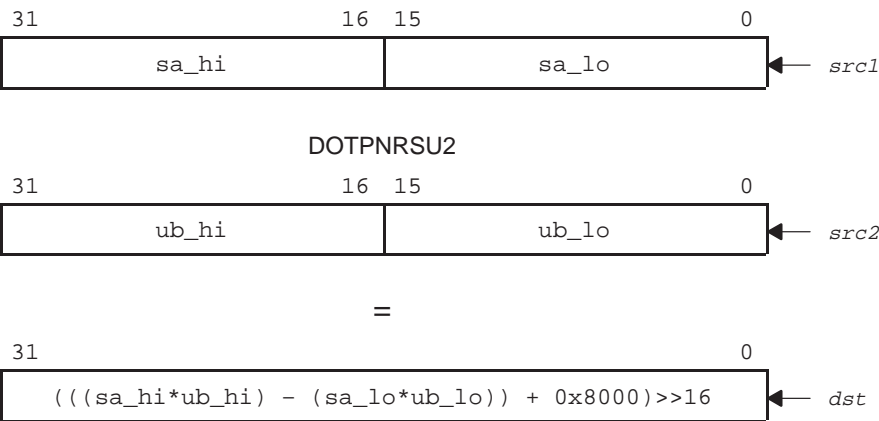 31 16 15 0
sa_hi sa_lo src1
DOTPNRSU2
31 16 15 0
ub_hi ub_lo src2
=
31 0
(((sa_hi*ub_hi) − (sa_lo*ub_lo)) + 0x8000)>>16 dst